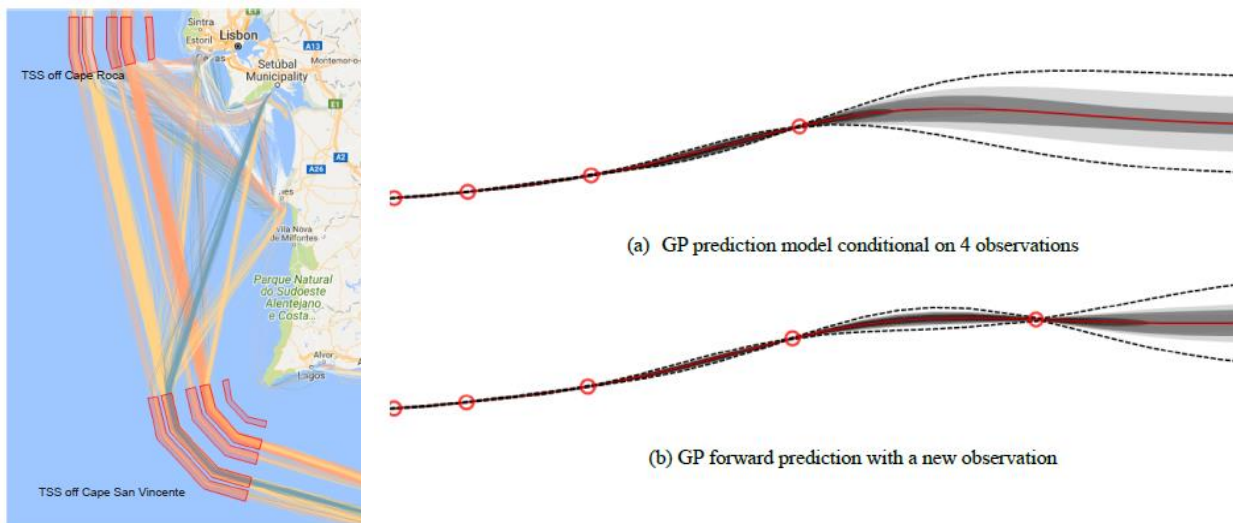 Sintra
Estoril
Lisbon
A13
Montemor-o-
Setúbal
Municipality
TSS off Cape Roca
E1
A2
A26
Vila Nova
de Milfontes
Parque Natural
do Sudoeste
Alentejano
e Costa...
Alvor
Lagos
TSS off Cape San Vincente
(a) GP prediction model conditional on 4 observations
(b) GP forward prediction with a new observation